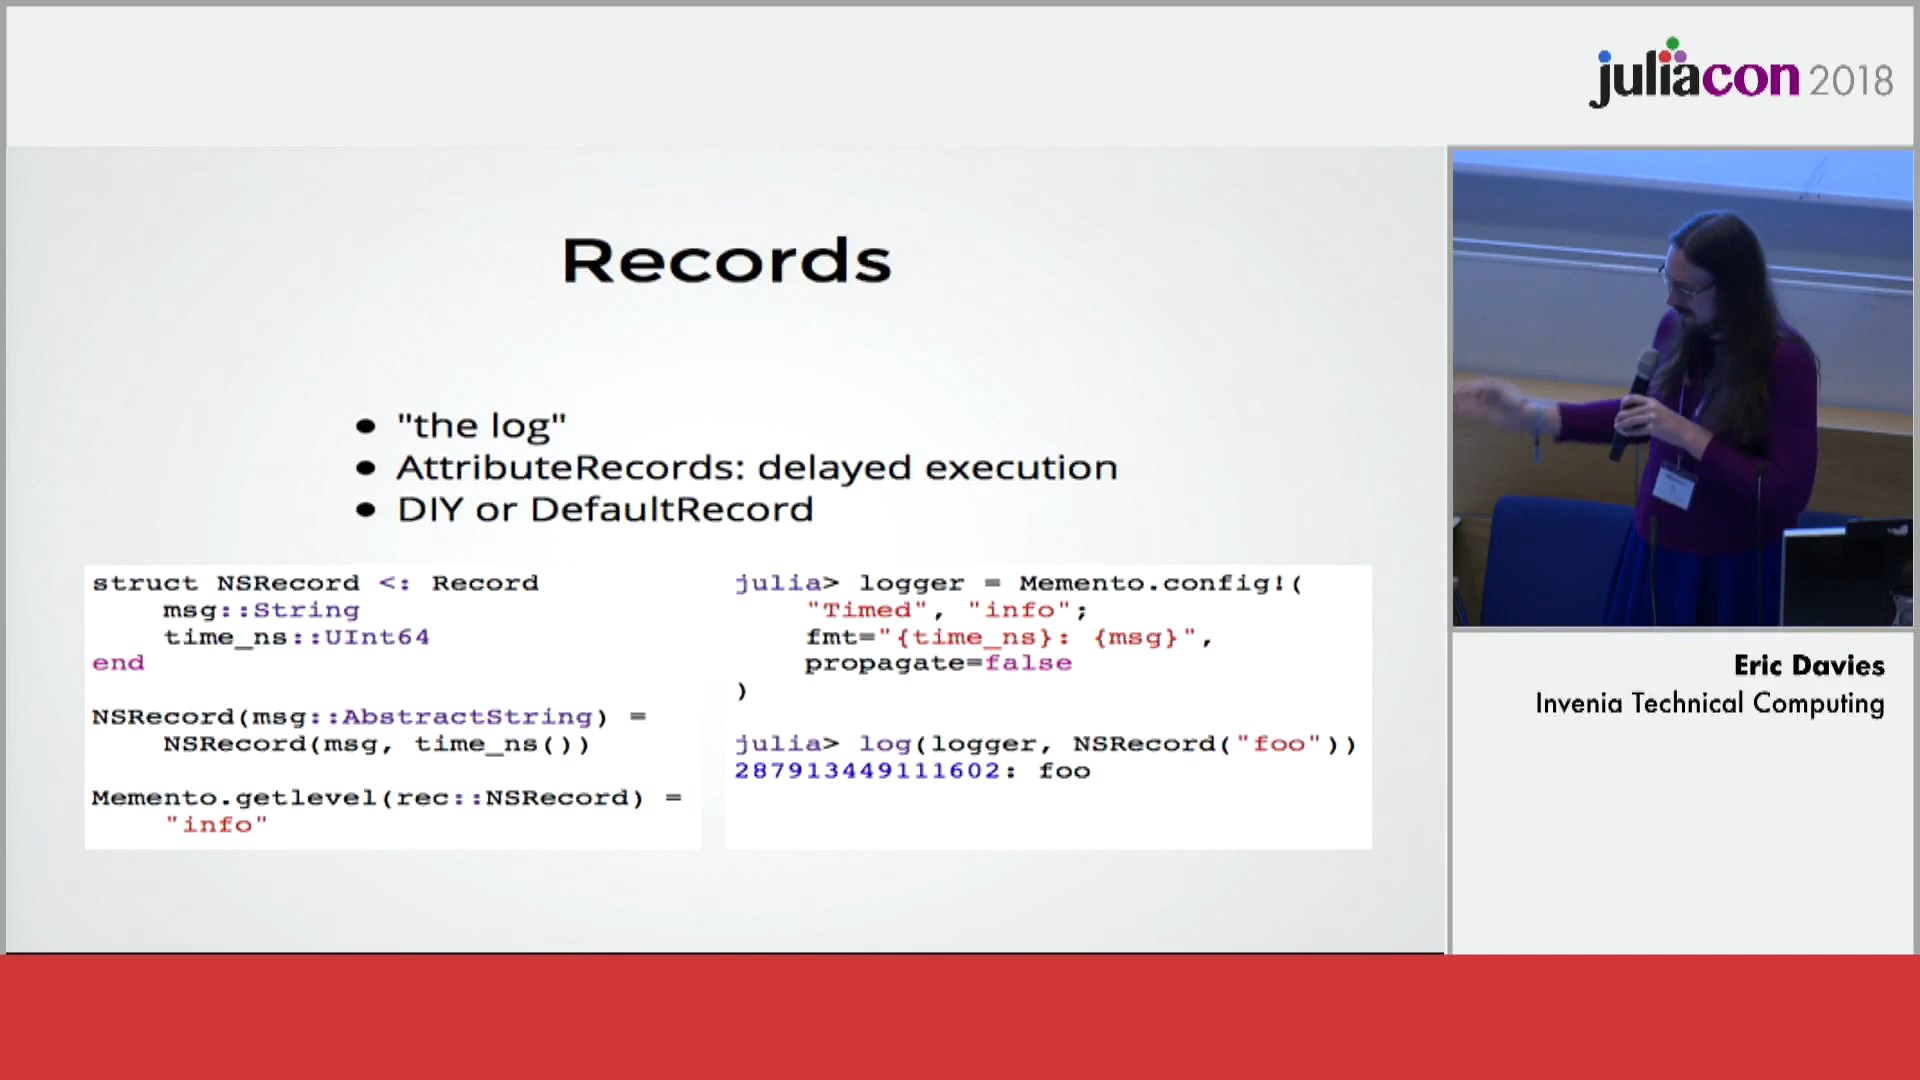 juliacon 2018
Records
• "the log"
• AttributeRecords: delayed execution
• DIY or DefaultRecord
struct NSRecord <: Record
    msg::String
    time_ns::UInt64
end
NSRecord(msg::AbstractString) =
    NSRecord(msg, time_ns())
Memento.getlevel(rec::NSRecord) =
    "info"
julia> logger = Memento.config!(
    "Timed", "info";
    fmt="{time_ns}: {msg}",
    propagate=false
)
julia> log(logger, NSRecord("foo"))
287913449111602: foo
Eric Davies
Invenia Technical Computing